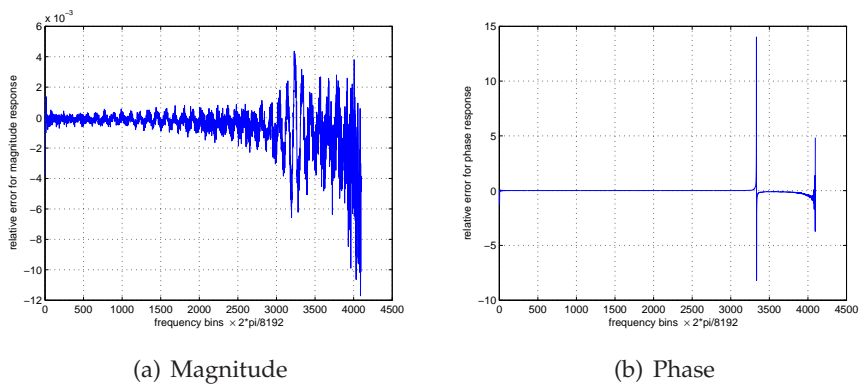 x 10⁻³
6
4
2
0
−2
−4
−6
−8
−10
−12
0 500 1000 1500 2000 2500 3000 3500 4000 4500
relative error for magnitude response
frequency bins ×2*pi/8192
(a) Magnitude
15
10
5
0
−5
−10
0 500 1000 1500 2000 2500 3000 3500 4000 4500
relative error for phase response
frequency bins ×2*pi/8192
(b) Phase